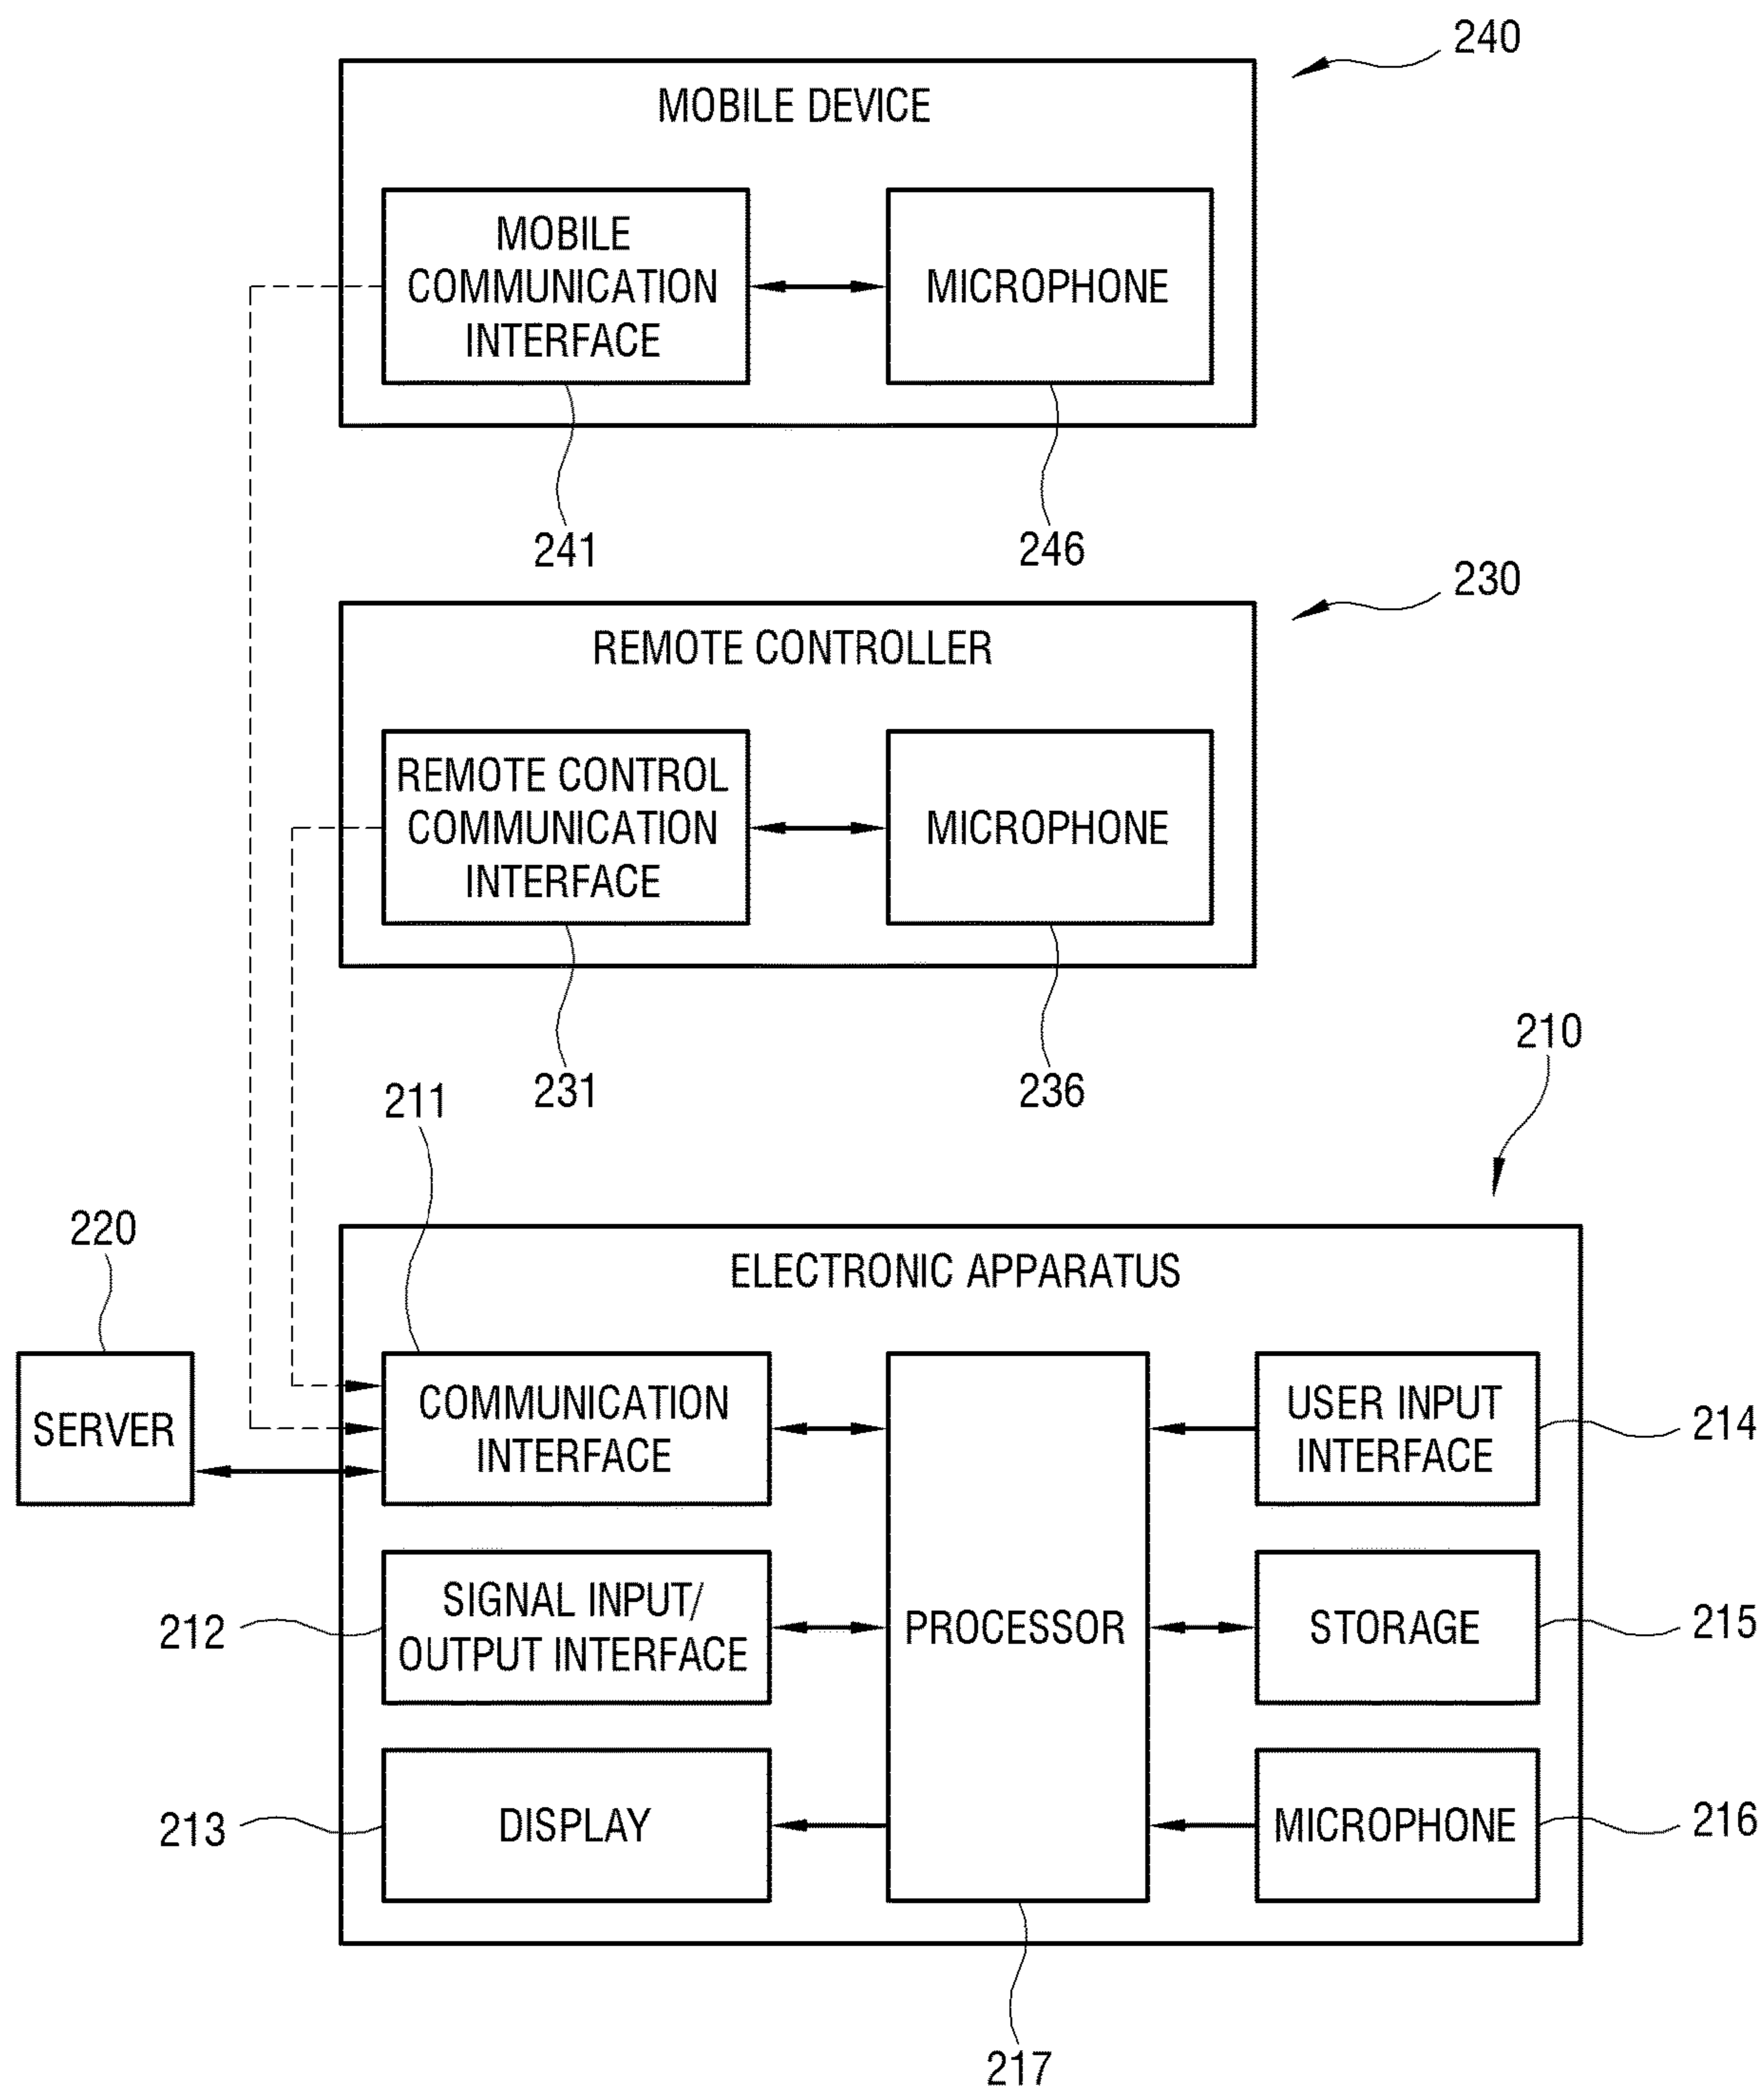 240
MOBILE DEVICE
MOBILE
COMMUNICATION
INTERFACE
MICROPHONE
241
246
230
REMOTE CONTROLLER
REMOTE CONTROL
COMMUNICATION
INTERFACE
MICROPHONE
231
236
211
210
220
ELECTRONIC APPARATUS
SERVER
COMMUNICATION
INTERFACE
USER INPUT
INTERFACE
214
212
SIGNAL INPUT/
OUTPUT INTERFACE
PROCESSOR
STORAGE
215
213
DISPLAY
MICROPHONE
216
217